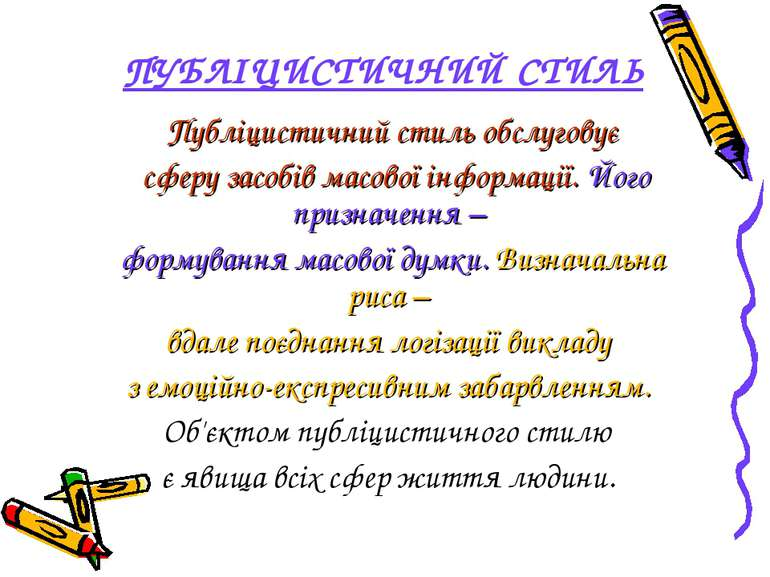 ПУБЛІЦИСТИЧНИЙ СТИЛЬ
Публіцистичний стиль обслуговує
сферу засобів масової інформації. Його
призначення –
формування масової думки. Визначальна
риса –
вдале поєднання логізації викладу
з емоційно-експресивним забарвленням.
Об'єктом публіцистичного стилю
є явища всіх сфер життя людини.